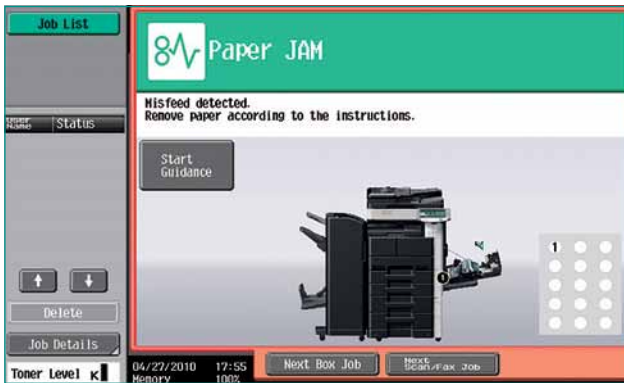 Job List
Paper JAM
Misfeed detected.
Remove paper according to the instructions.
User Name
Status
Start
Guidance
1
1
Delete
Job Details
Toner Level K
04/27/2010 17:55
Memory 100%
Next Box Job
Next
Scan/Fax Job